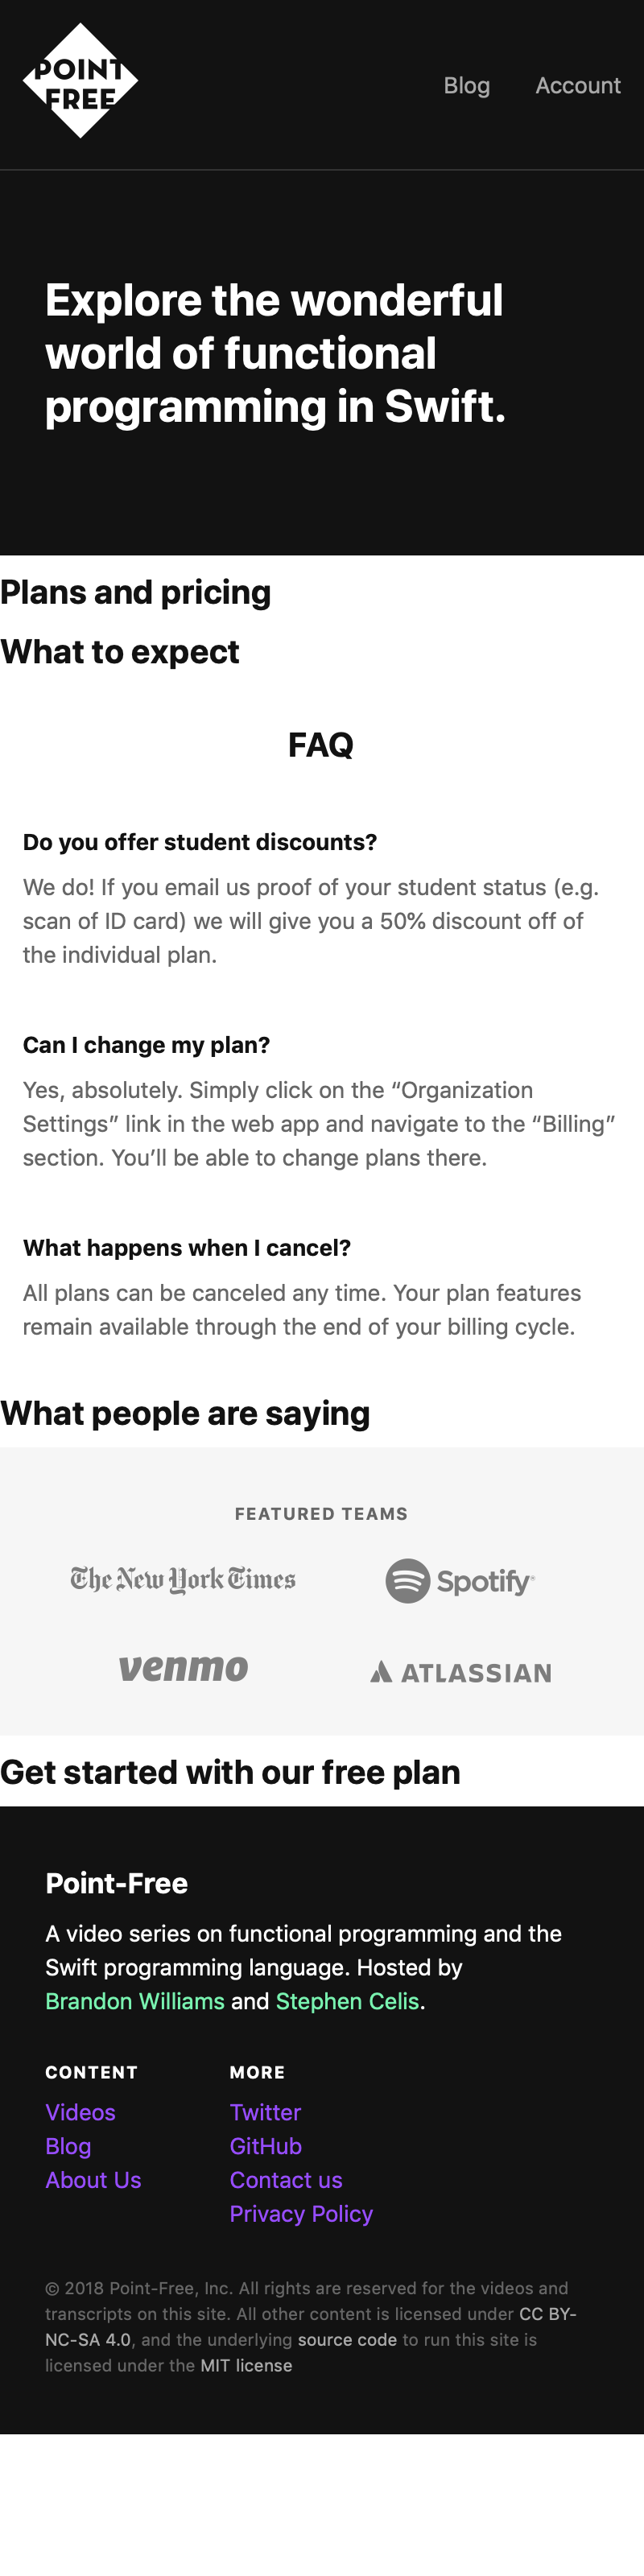 POINT
FREE
Blog
Account
Explore the wonderful
world of functional
programming in Swift.
Plans and pricing
What to expect
FAQ
Do you offer student discounts?
We do! If you email us proof of your student status (e.g.
scan of ID card) we will give you a 50% discount off of
the individual plan.
Can I change my plan?
Yes, absolutely. Simply click on the “Organization
Settings” link in the web app and navigate to the “Billing”
section. You’ll be able to change plans there.
What happens when I cancel?
All plans can be canceled any time. Your plan features
remain available through the end of your billing cycle.
What people are saying
FEATURED TEAMS
The New York Times
Spotify®
venmo
ATLASSIAN
Get started with our free plan
Point-Free
A video series on functional programming and the
Swift programming language. Hosted by
Brandon Williams and Stephen Celis.
CONTENT
Videos
Blog
About Us
MORE
Twitter
GitHub
Contact us
Privacy Policy
© 2018 Point-Free, Inc. All rights are reserved for the videos and
transcripts on this site. All other content is licensed under CC BY-
NC-SA 4.0, and the underlying source code to run this site is
licensed under the MIT license